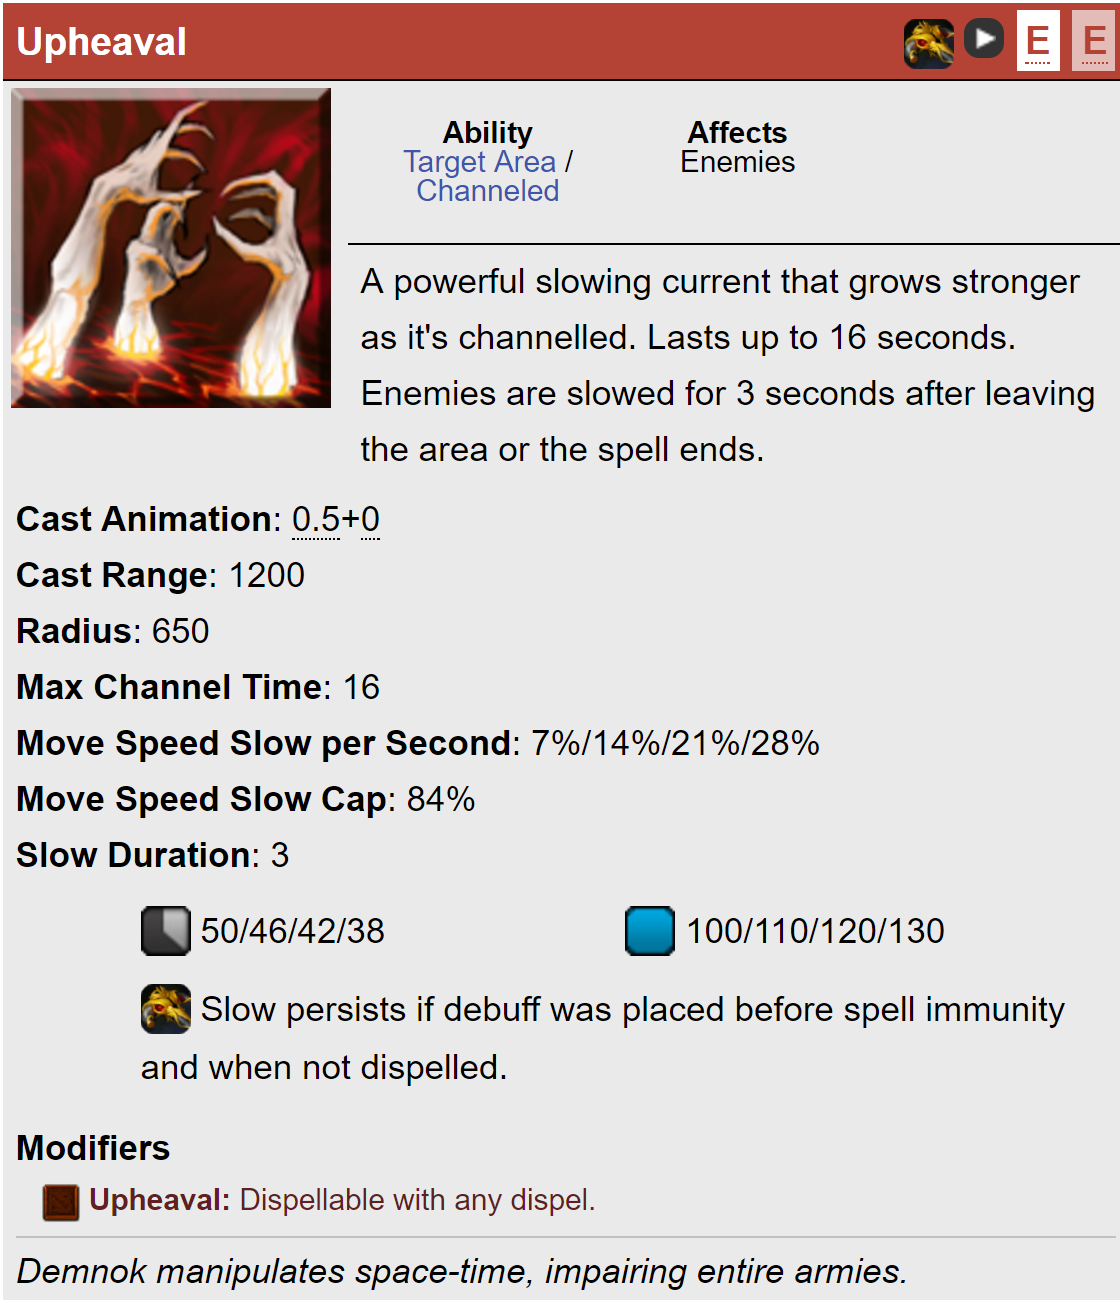 Upheaval E E
Ability
Target Area /
Channeled
Affects
Enemies
A powerful slowing current that grows stronger
as it's channelled. Lasts up to 16 seconds.
Enemies are slowed for 3 seconds after leaving
the area or the spell ends.
Cast Animation: 0.5+0
Cast Range: 1200
Radius: 650
Max Channel Time: 16
Move Speed Slow per Second: 7%/14%/21%/28%
Move Speed Slow Cap: 84%
Slow Duration: 3
50/46/42/38 100/110/120/130
Slow persists if debuff was placed before spell immunity
and when not dispelled.
Modifiers
Upheaval: Dispellable with any dispel.
Demnok manipulates space-time, impairing entire armies.